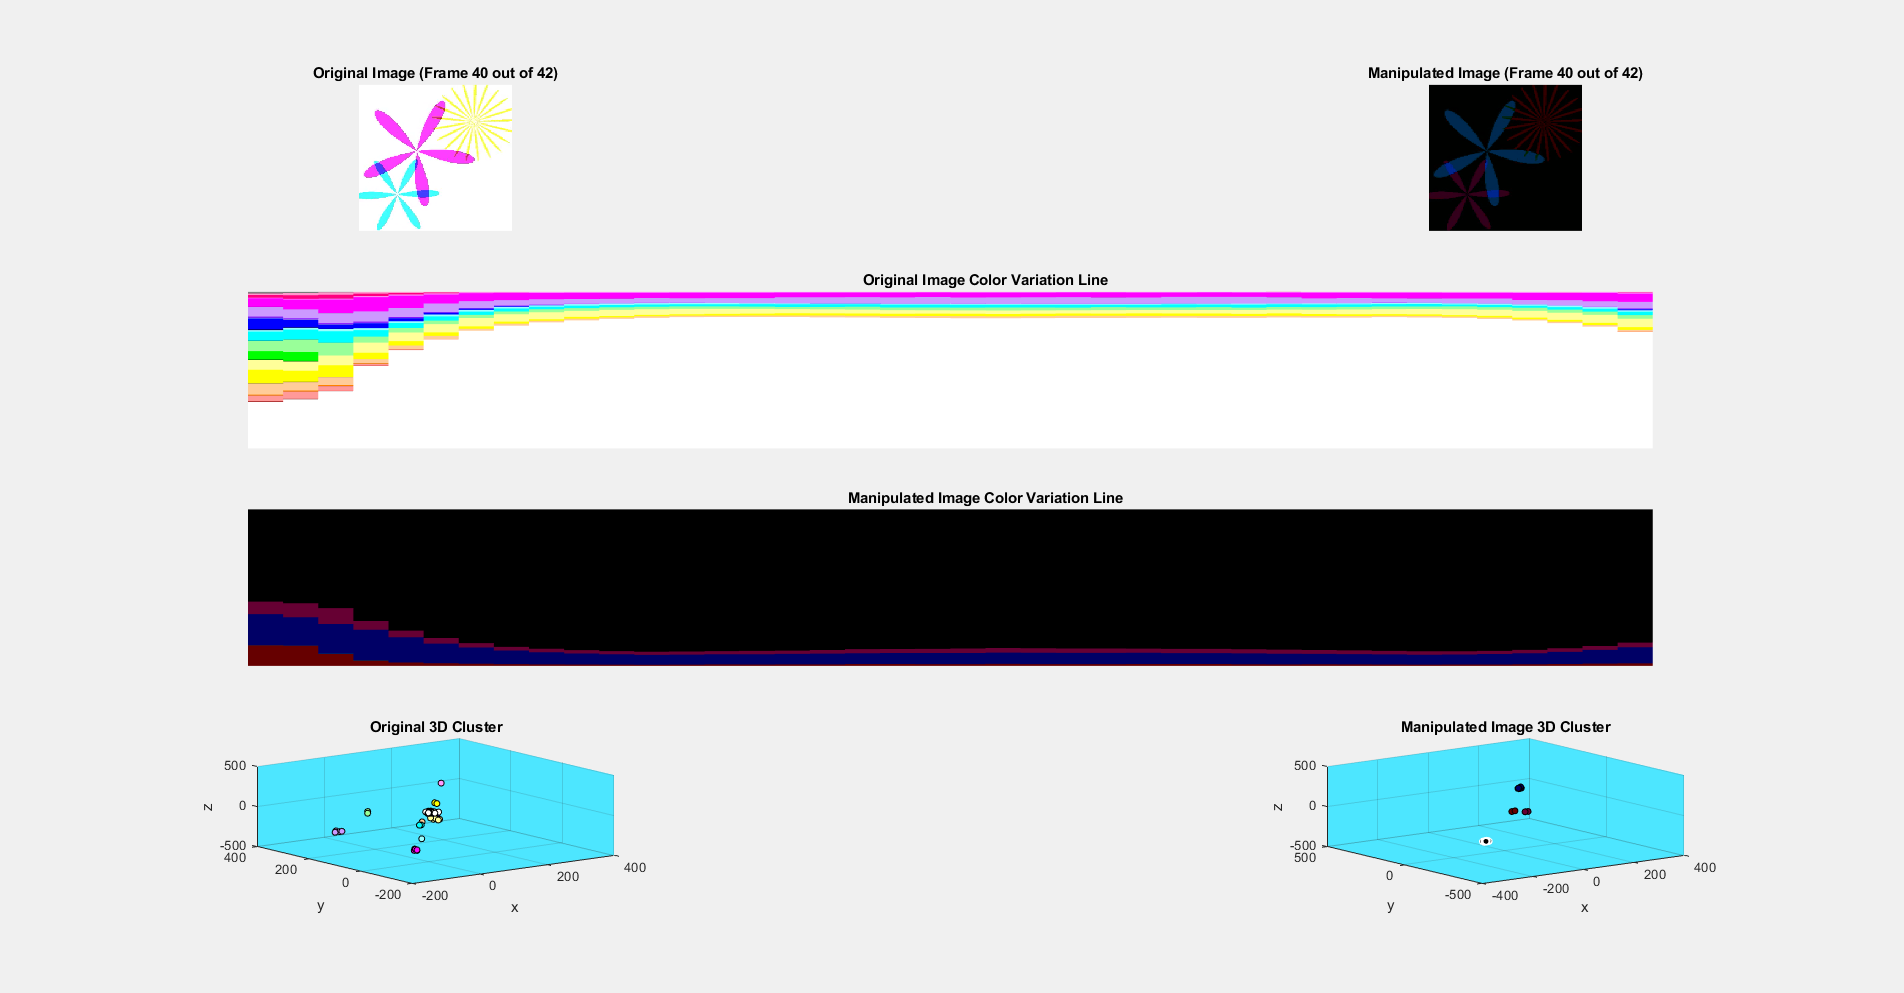 Original Image (Frame 40 out of 42)
Manipulated Image (Frame 40 out of 42)
Original Image Color Variation Line
Manipulated Image Color Variation Line
Original 3D Cluster
500
0
-500
z
400
200
0
-200
y
-200
0
200
400
x
Manipulated Image 3D Cluster
500
0
-500
z
500
0
-500
y
-400
-200
0
200
400
x